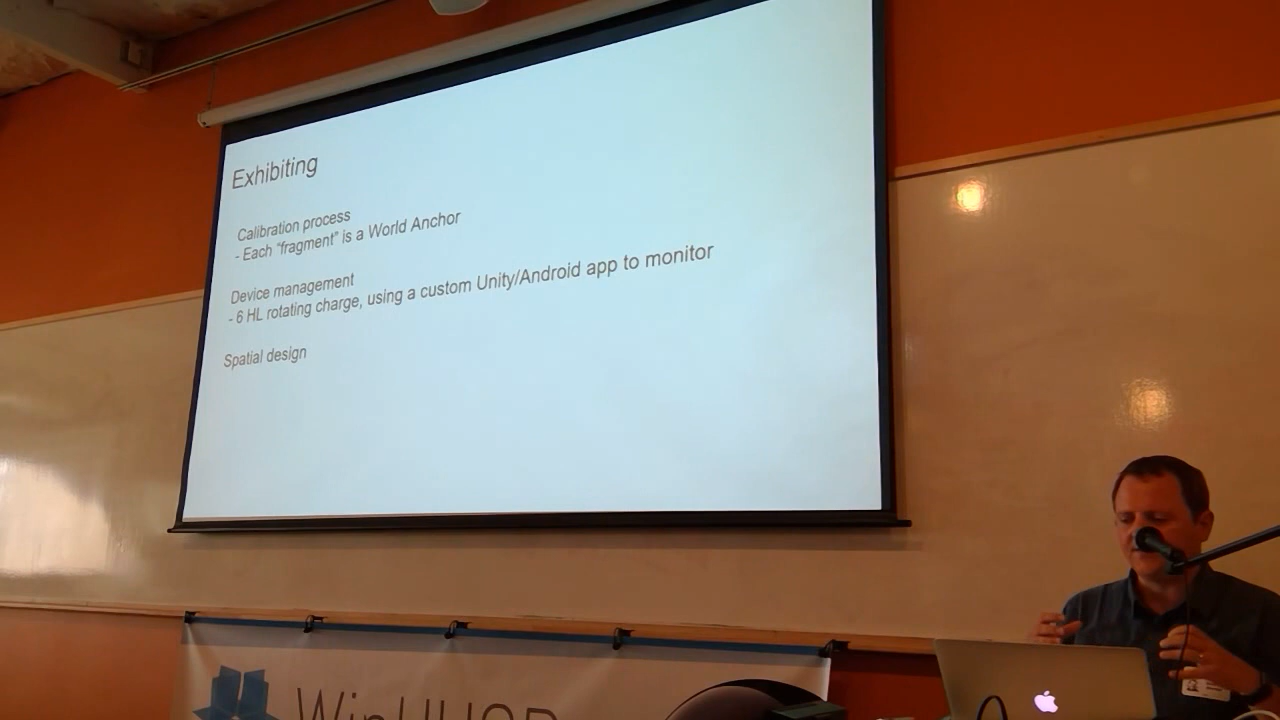 Exhibiting
Calibration process
- Each “fragment” is a World Anchor
Device management
- 6 HL rotating charge, using a custom Unity/Android app to monitor
Spatial design